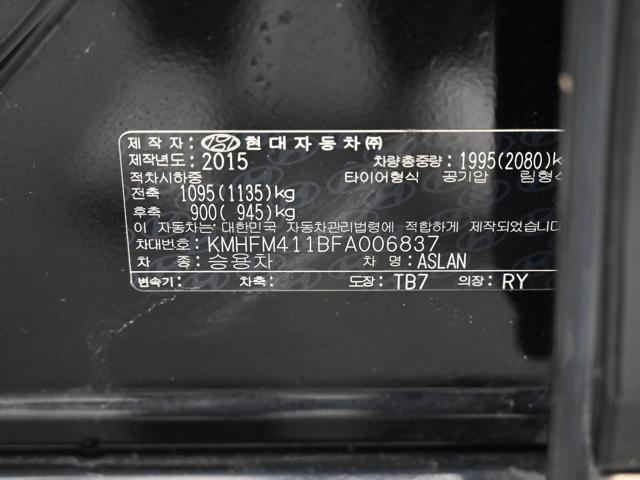 제 작 자 : 현대자동차㈜
제작년도 : 2015 차량총중량 : 1995(2080)kg
적차시하중 타이어형식 공기압 림형식
전축 1095(1135)kg
후축 900( 945)kg
이 자동차는 대한민국 자동차관리법령에 적합하게 제작되었음.
차대번호 : KMHFM411BFA006837
차 종 : 승용차 차 명 : ASLAN
변속기 : 차축 : 도장 : TB7 의장 : RY